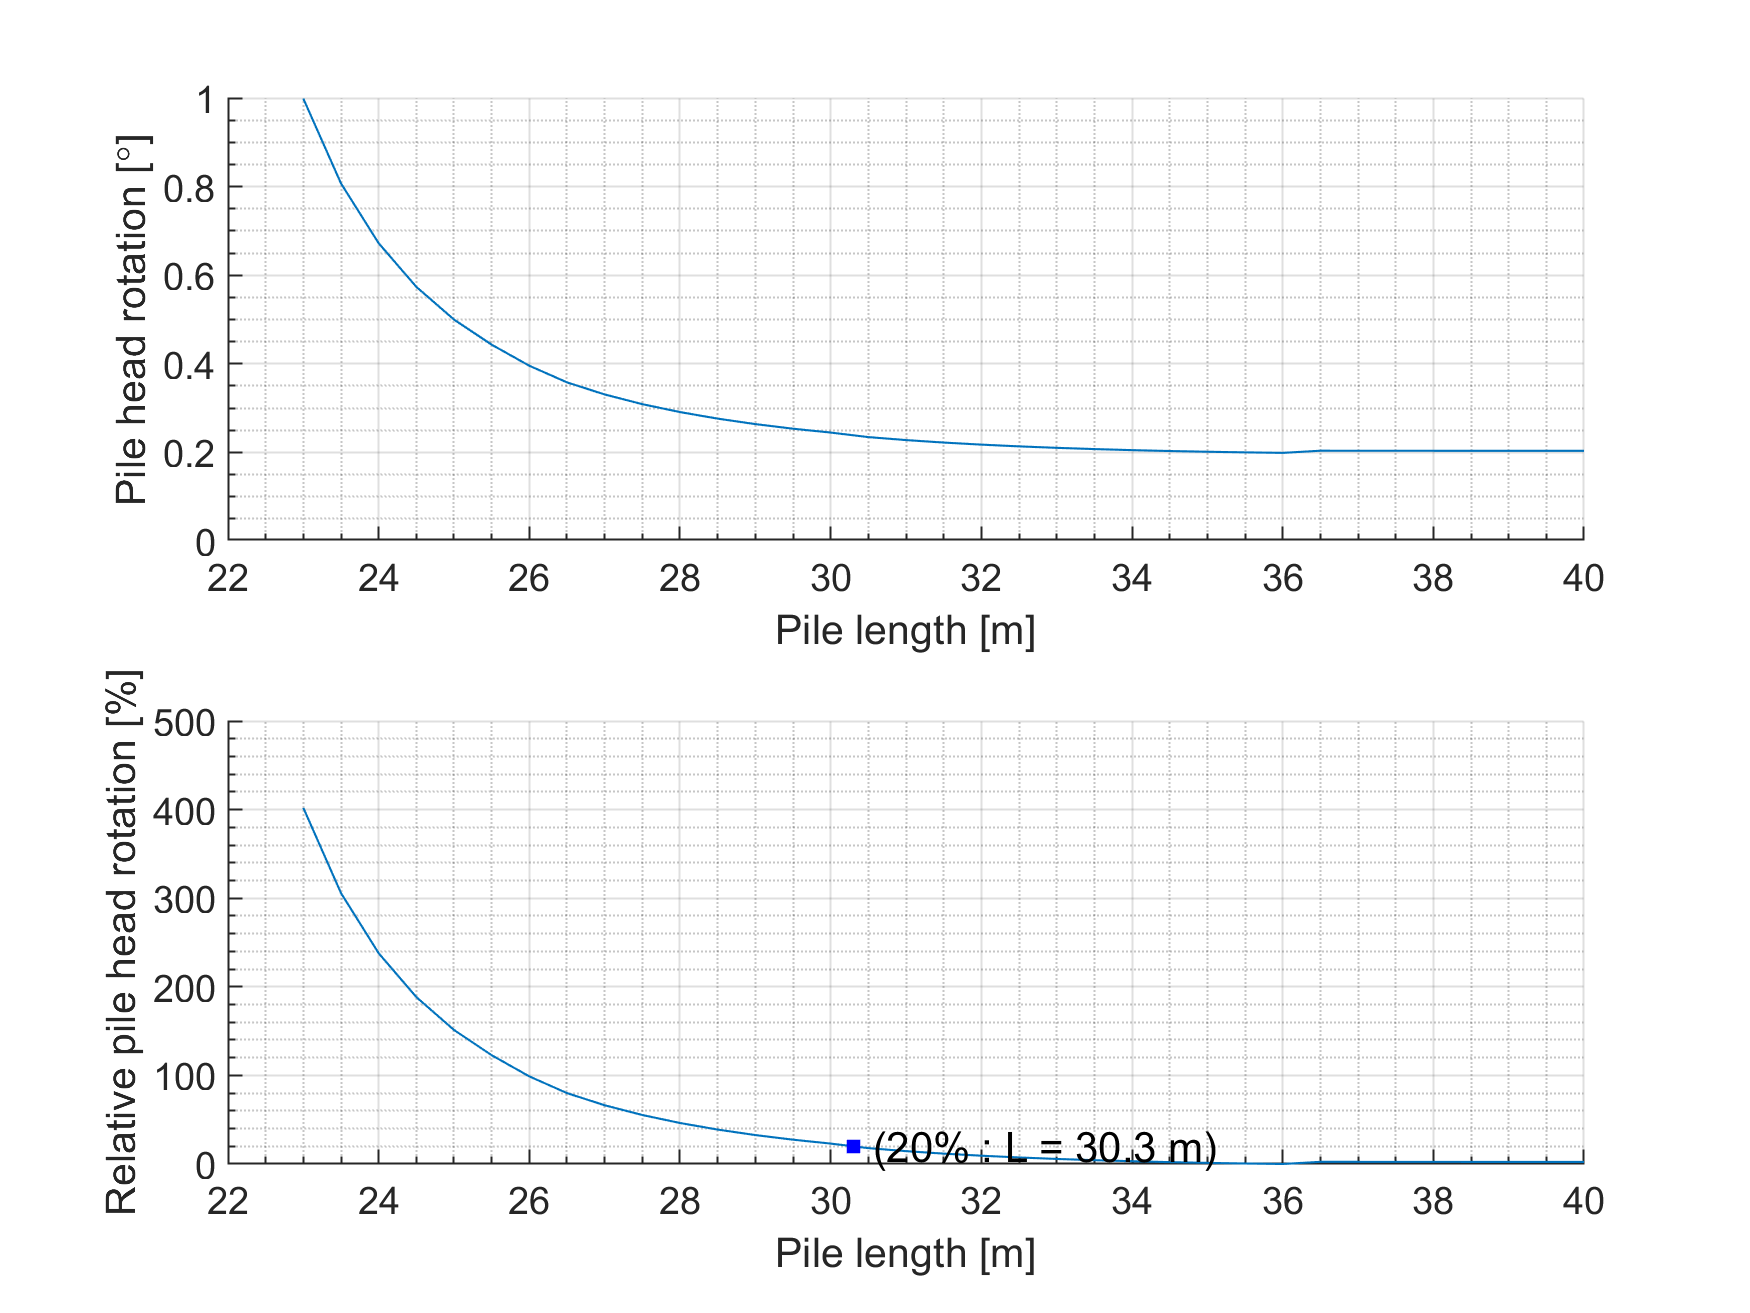 Pile head rotation [°]
1
0.8
0.6
0.4
0.2
0
22 24 26 28 30 32 34 36 38 40
Pile length [m]
Relative pile head rotation [%]
500
400
300
200
100
0
(20% : L = 30.3 m)
22 24 26 28 30 32 34 36 38 40
Pile length [m]